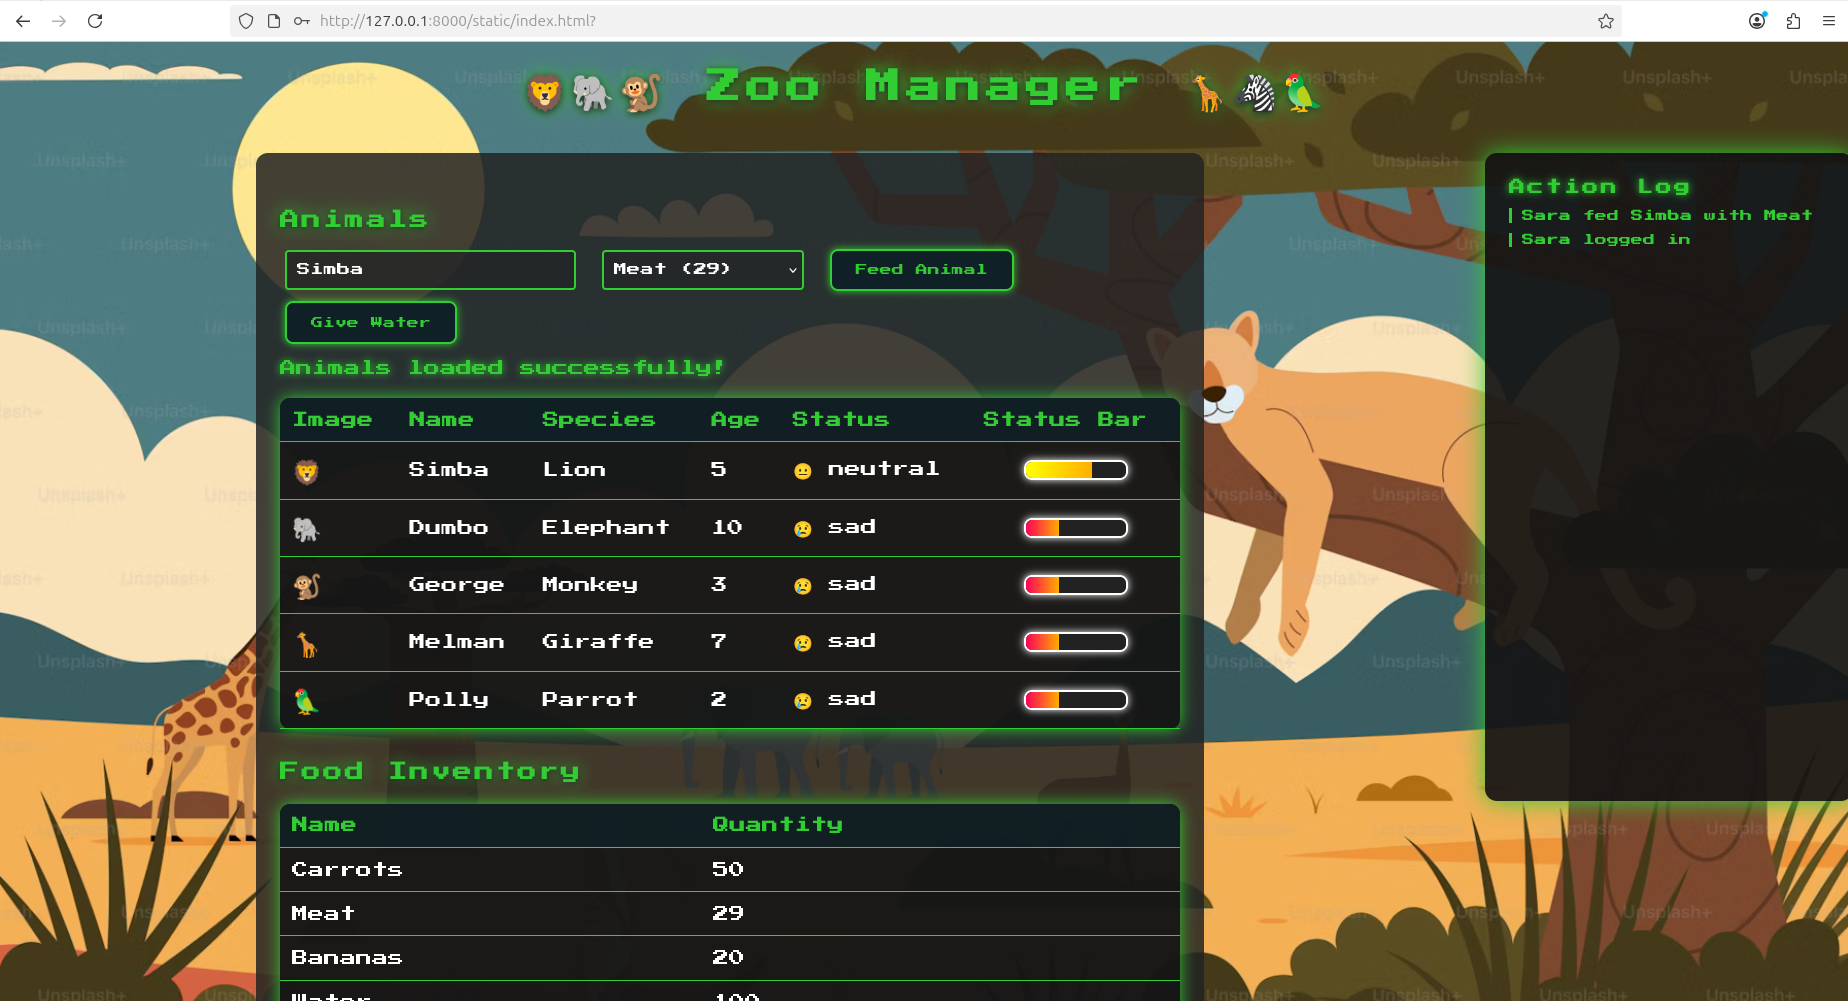 http://127.0.0.1:8000/static/index.html?
Zoo Manager
Animals
Simba
Meat (29)
Feed Animal
Give Water
Animals loaded successfully!
Image Name Species Age Status Status Bar
Simba Lion 5 neutral
Dumbo Elephant 10 sad
George Monkey 3 sad
Melman Giraffe 7 sad
Polly Parrot 2 sad
Food Inventory
Name Quantity
Carrots 50
Meat 29
Bananas 20
Water 100
Action Log
Sara fed Simba with Meat
Sara logged in
Unsplash+